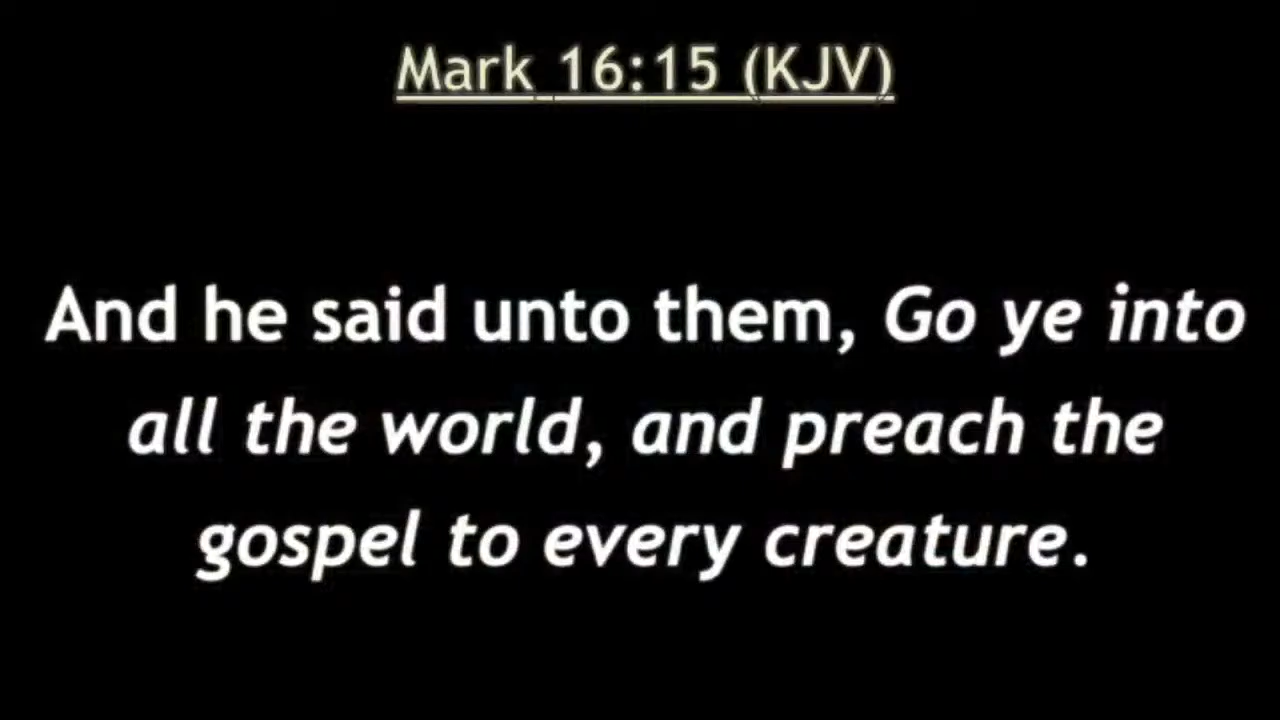 Mark 16:15 (KJV)
And he said unto them, Go ye into
all the world, and preach the
gospel to every creature.